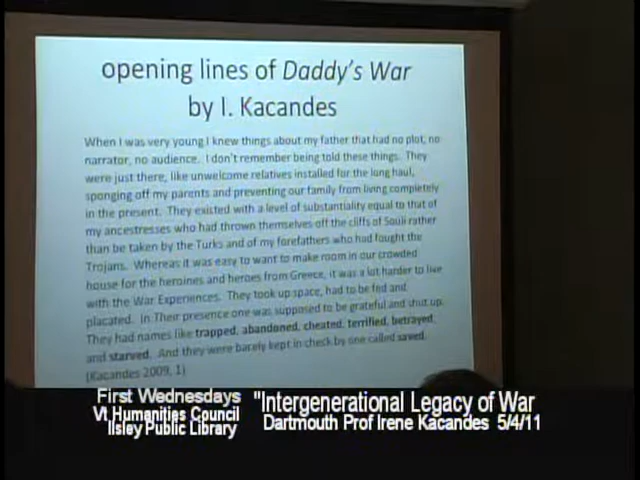 opening lines of Daddy's War
by I. Kacandes
When I was very young I knew things about my father that had no plot, no
narrator, no audience. I don't remember being told these things. They
were just there, like unwelcome relatives installed for the long haul,
sponging off my parents and preventing our family from living completely
in the present. They existed with a level of substantiality equal to that of
my ancestresses who had thrown themselves off the cliffs of Souli rather
than be taken by the Turks and of my forefathers who had fought the
Trojans. Whereas it was easy to want to make room in our crowded
house for the heroines and heroes from Greece, it was a lot harder to live
with the War Experiences. They took up space, had to be fed and
placated. In Their presence one was supposed to be grateful and shut up.
They had names like trapped, abandoned, cheated, terrified, betrayed,
and starved. And they were barely kept in check by one called saved.
(Kacandes 2009, 1)
First Wednesdays
Vt Humanities Council
Ilsley Public Library
"Intergenerational Legacy of War
Dartmouth Prof Irene Kacandes 5/4/11